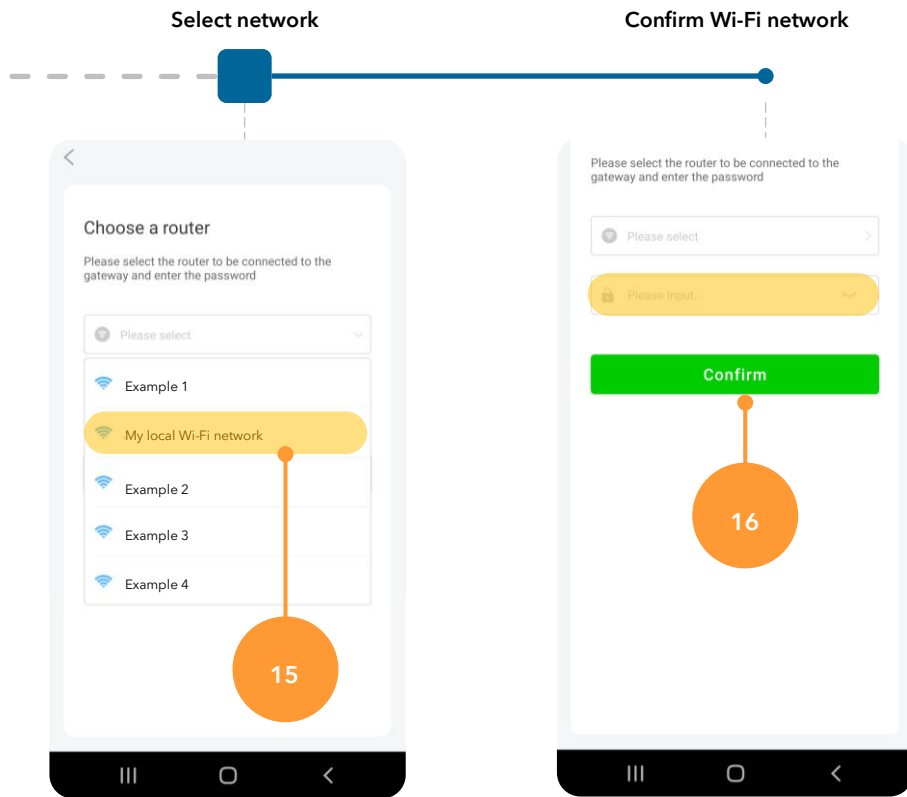 Select network
Confirm Wi-Fi network
Choose a router
Please select the router to be connected to the
gateway and enter the password
Please select
Example 1
My local Wi-Fi network
Example 2
Example 3
Example 4
15
Please select the router to be connected to the
gateway and enter the password
Please select
Please Input...
Confirm
16